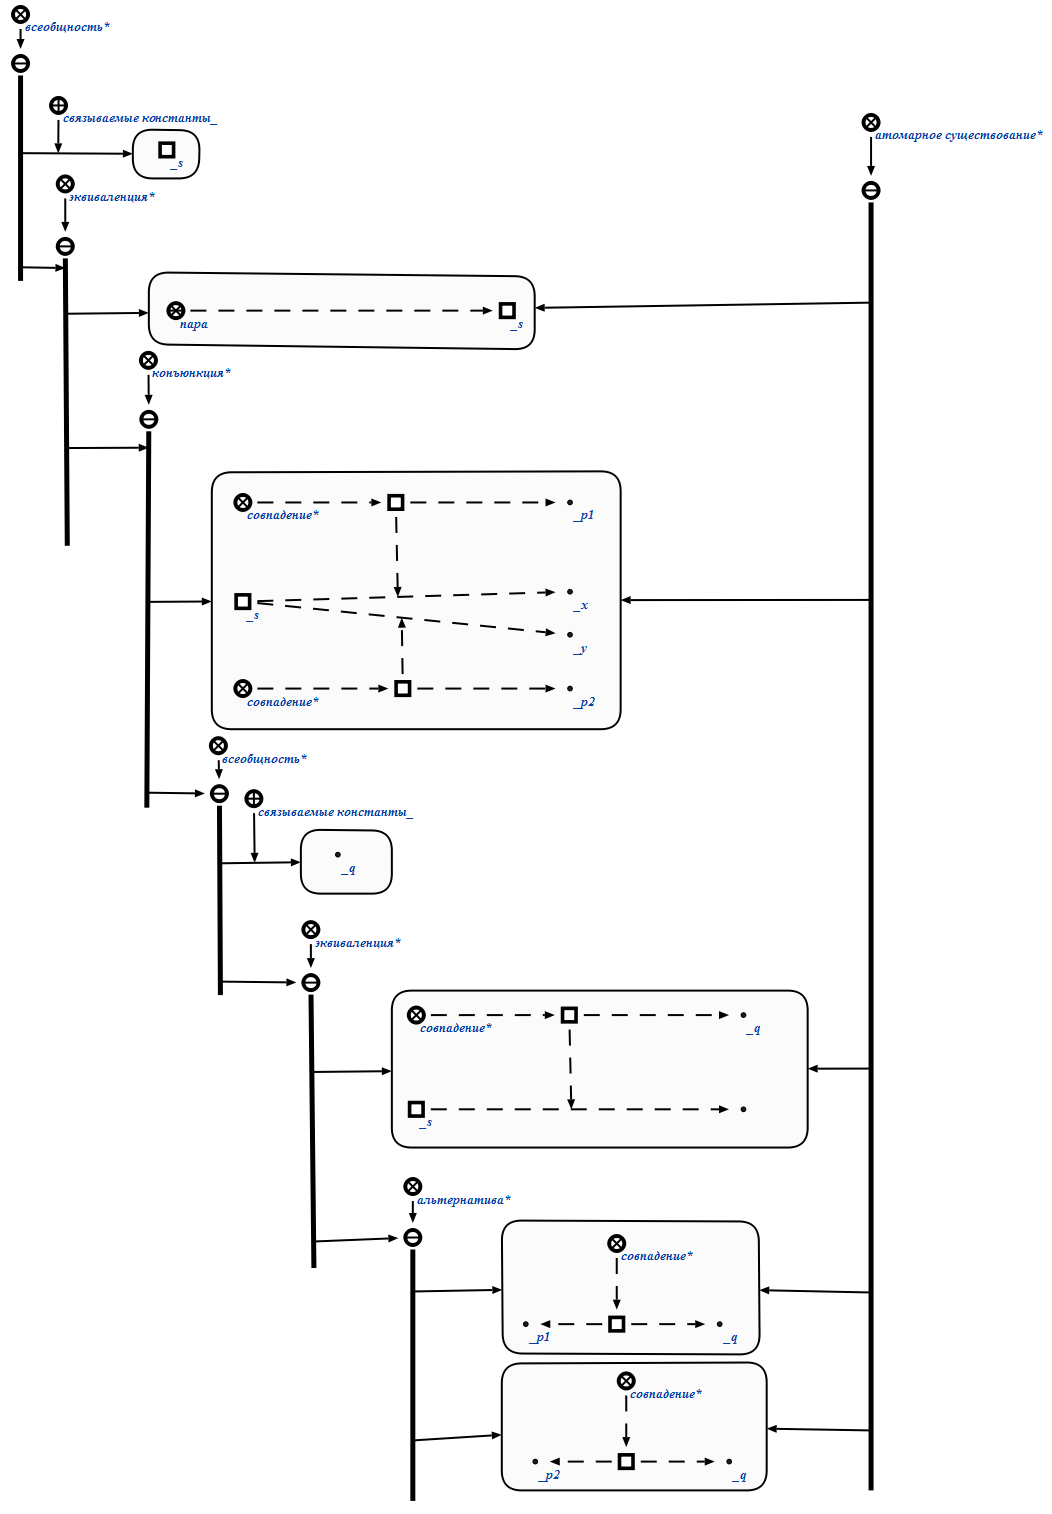 всеобщность*
связываемые константы_
атомарное существование*
_s
эквиваленция*
пара
_s
конъюнкция*
совпадение*
_p1
_x
_s
_y
совпадение*
_p2
всеобщность*
связываемые константы_
_q
эквиваленция*
совпадение*
_q
_s
альтернатива*
совпадение*
_p1
_q
совпадение*
_p2
_q